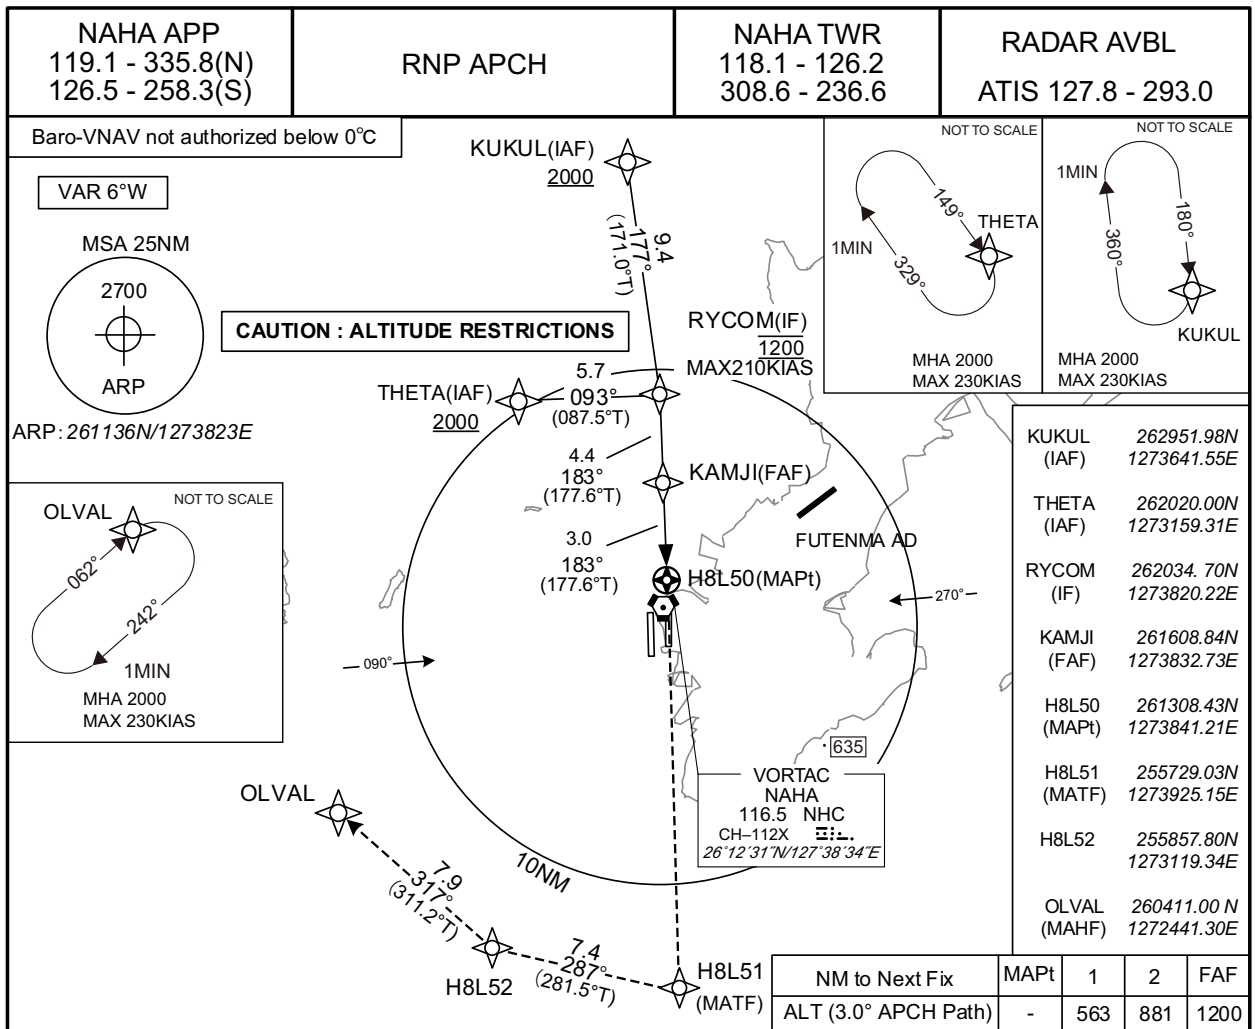 NAHA APP
119.1 - 335.8(N)
126.5 - 258.3(S)
RNP APCH
NAHA TWR
118.1 - 126.2
308.6 - 236.6
RADAR AVBL
ATIS 127.8 - 293.0
Baro-VNAV not authorized below 0°C
VAR 6°W
MSA 25NM
2700
ARP
ARP: 261136N/1273823E
CAUTION : ALTITUDE RESTRICTIONS
KUKUL(IAF)
2000
9.4
177°
(171.0°T)
RYCOM(IF)
1200
MAX210KIAS
THETA(IAF)
2000
5.7
093°
(087.5°T)
4.4
183°
(177.6°T)
KAMJI(FAF)
3.0
183°
(177.6°T)
H8L50(MAPt)
FUTENMA AD
270°
090°
635
VORTAC
NAHA
116.5 NHC
CH–112X
26°12´31˝N/127°38´34˝E
10NM
OLVAL
7.9
317°
(311.2°T)
H8L52
7.4
287°
(281.5°T)
H8L51
(MATF)
NOT TO SCALE
149°
THETA
1MIN
329°
MHA 2000
MAX 230KIAS
NOT TO SCALE
1MIN
180°
360°
KUKUL
MHA 2000
MAX 230KIAS
NOT TO SCALE
OLVAL
062°
242°
1MIN
MHA 2000
MAX 230KIAS
KUKUL 262951.98N
(IAF) 1273641.55E
THETA 262020.00N
(IAF) 1273159.31E
RYCOM 262034. 70N
(IF) 1273820.22E
KAMJI 261608.84N
(FAF) 1273832.73E
H8L50 261308.43N
(MAPt) 1273841.21E
H8L51 255729.03N
(MATF) 1273925.15E
H8L52 255857.80N
1273119.34E
OLVAL 260411.00 N
(MAHF) 1272441.30E
NM to Next Fix MAPt 1 2 FAF
ALT (3.0° APCH Path) - 563 881 1200